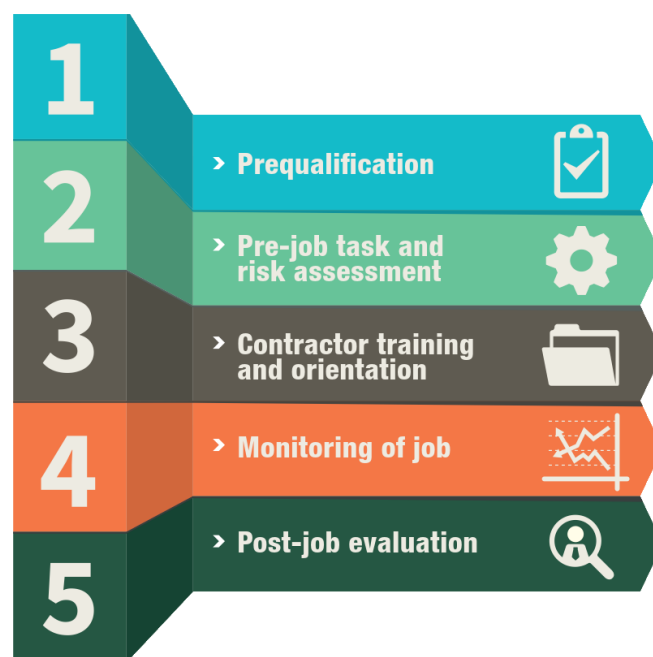 1
› Prequalification
2
› Pre-job task and
risk assessment
3
› Contractor training
and orientation
4
› Monitoring of job
5
› Post-job evaluation